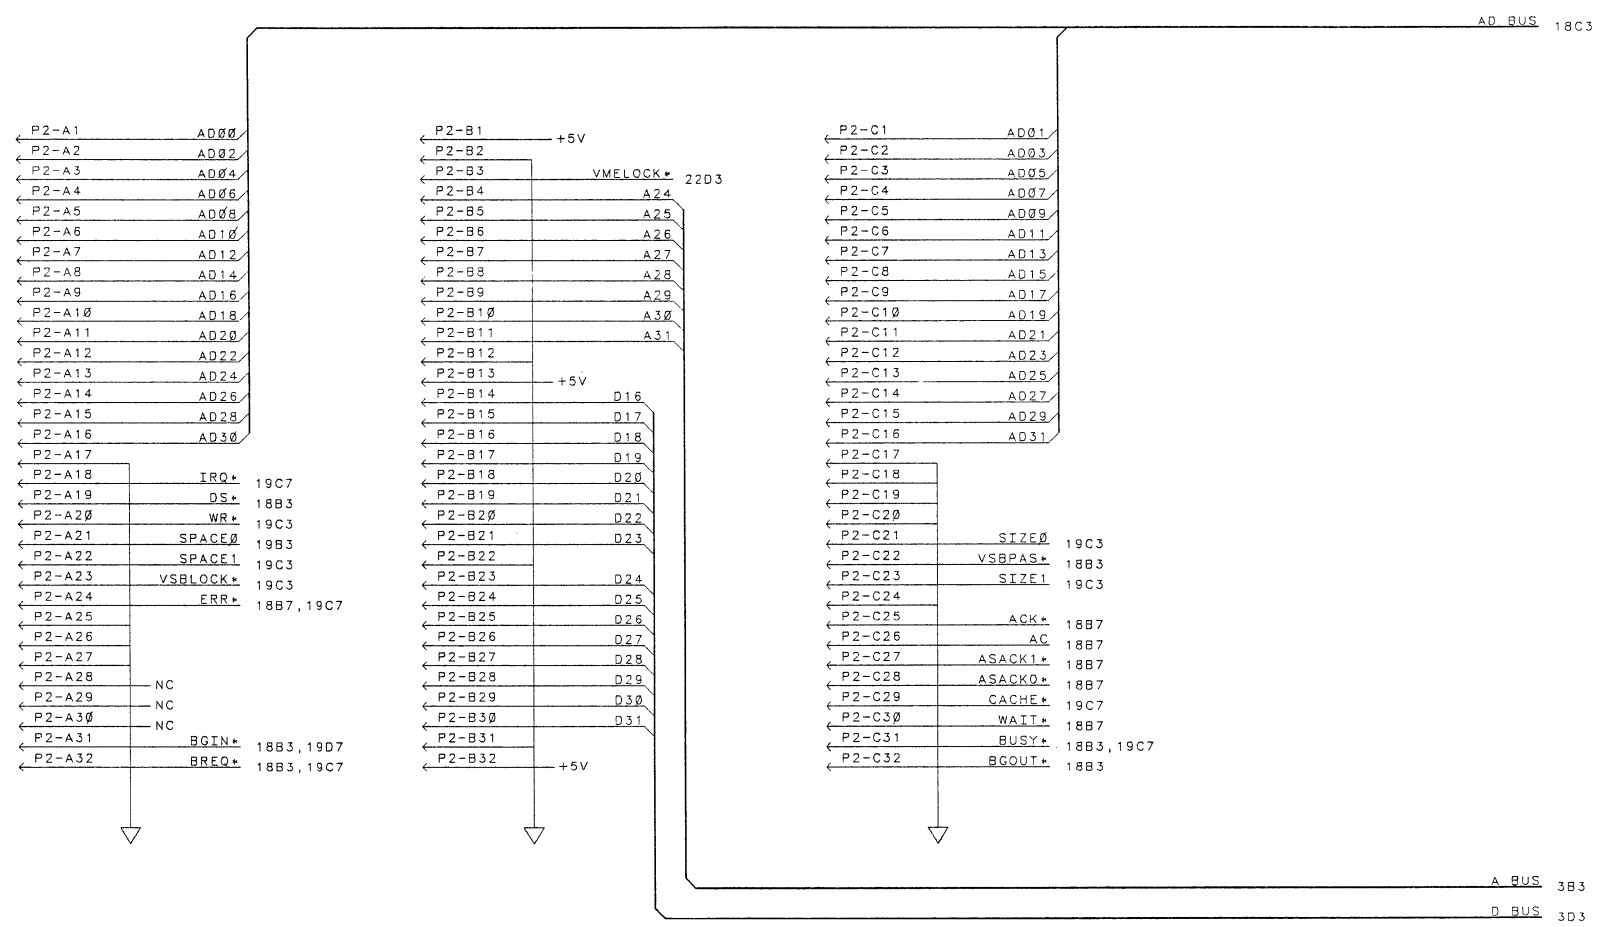 AD BUS 18C3
P2-A1 ADØØ
P2-A2 ADØ2
P2-A3 ADØ4
P2-A4 ADØ6
P2-A5 ADØ8
P2-A6 AD1Ø
P2-A7 AD12
P2-A8 AD14
P2-A9 AD16
P2-A1Ø AD18
P2-A11 AD2Ø
P2-A12 AD22
P2-A13 AD24
P2-A14 AD26
P2-A15 AD28
P2-A16 AD3Ø
P2-A17
P2-A18 IRQ* 19C7
P2-A19 DS* 18B3
P2-A2Ø WR* 19C3
P2-A21 SPACEØ 19B3
P2-A22 SPACE1 19C3
P2-A23 VSBLOCK* 19C3
P2-A24 ERR* 18B7,19C7
P2-A25
P2-A26
P2-A27
P2-A28 NC
P2-A29 NC
P2-A3Ø NC
P2-A31 BGIN* 18B3,19D7
P2-A32 BREQ* 18B3,19C7
P2-B1 +5V
P2-B2
P2-B3 VMELOCK* 22D3
P2-B4 A24
P2-B5 A25
P2-B6 A26
P2-B7 A27
P2-B8 A28
P2-B9 A29
P2-B1Ø A3Ø
P2-B11 A31
P2-B12
P2-B13 +5V
P2-B14 D16
P2-B15 D17
P2-B16 D18
P2-B17 D19
P2-B18 D2Ø
P2-B19 D21
P2-B2Ø D22
P2-B21 D23
P2-B22
P2-B23 D24
P2-B24 D25
P2-B25 D26
P2-B26 D27
P2-B27 D28
P2-B28 D29
P2-B29 D3Ø
P2-B3Ø D31
P2-B31
P2-B32 +5V
P2-C1 ADØ1
P2-C2 ADØ3
P2-C3 ADØ5
P2-C4 ADØ7
P2-C5 ADØ9
P2-C6 AD11
P2-C7 AD13
P2-C8 AD15
P2-C9 AD17
P2-C1Ø AD19
P2-C11 AD21
P2-C12 AD23
P2-C13 AD25
P2-C14 AD27
P2-C15 AD29
P2-C16 AD31
P2-C17
P2-C18
P2-C19
P2-C2Ø
P2-C21 SIZEØ 19C3
P2-C22 VSBPAS* 18B3
P2-C23 SIZE1 19C3
P2-C24
P2-C25 ACK* 18B7
P2-C26 AC 18B7
P2-C27 ASACK1* 18B7
P2-C28 ASACKO* 18B7
P2-C29 CACHE* 19C7
P2-C3Ø WAIT* 18B7
P2-C31 BUSY* 18B3,19C7
P2-C32 BGOUT* 18B3
A BUS 3B3
D BUS 3D3